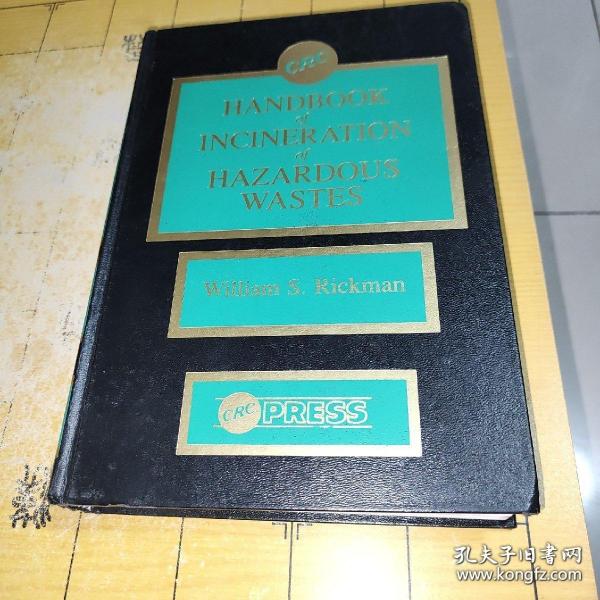 CRC
HANDBOOK
of
INCINERATION
of
HAZARDOUS
WASTES
William S. Rickman
CRC PRESS
孔夫子旧书网
www.kongfz.com